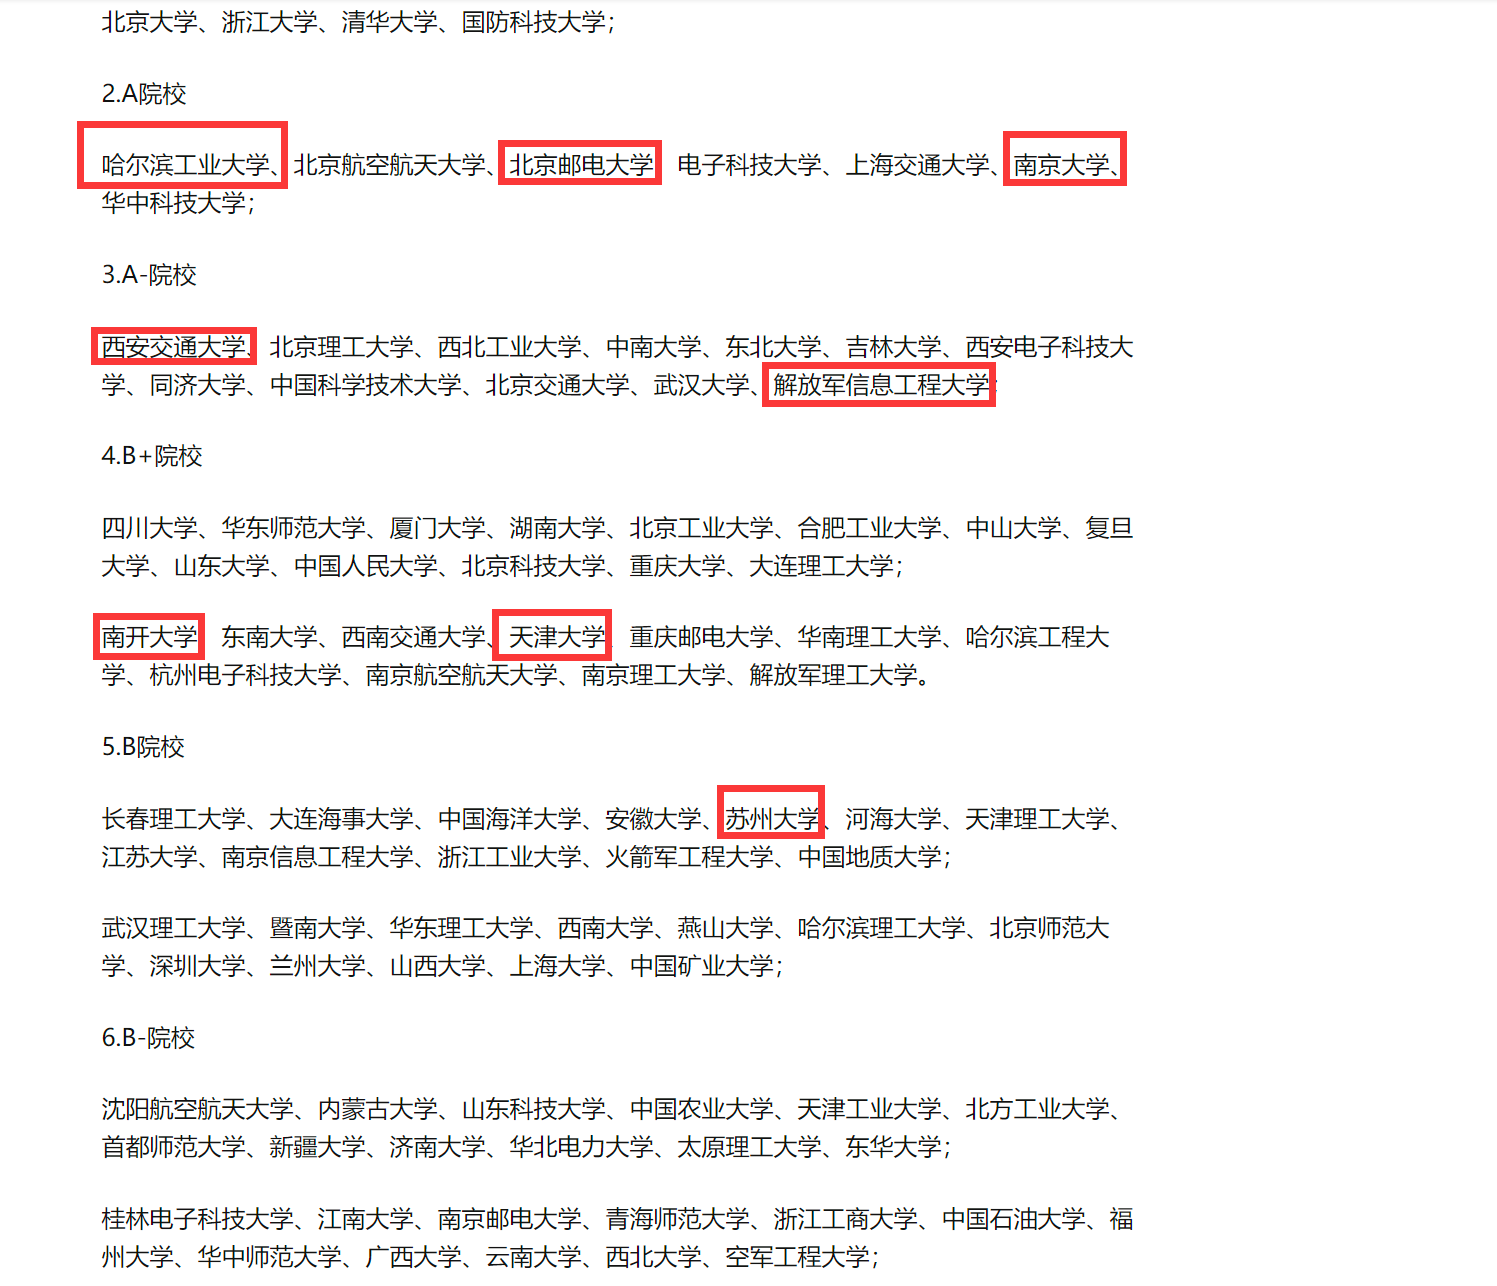 北京大学、浙江大学、清华大学、国防科技大学；
2.A院校
哈尔滨工业大学、北京航空航天大学、北京邮电大学 电子科技大学、上海交通大学、南京大学、
华中科技大学；
3.A-院校
西安交通大学、北京理工大学、西北工业大学、中南大学、东北大学、吉林大学、西安电子科技大
学、同济大学、中国科学技术大学、北京交通大学、武汉大学、解放军信息工程大学；
4.B+院校
四川大学、华东师范大学、厦门大学、湖南大学、北京工业大学、合肥工业大学、中山大学、复旦
大学、山东大学、中国人民大学、北京科技大学、重庆大学、大连理工大学；
南开大学 东南大学、西南交通大学、天津大学、重庆邮电大学、华南理工大学、哈尔滨工程大
学、杭州电子科技大学、南京航空航天大学、南京理工大学、解放军理工大学。
5.B院校
长春理工大学、大连海事大学、中国海洋大学、安徽大学、苏州大学、河海大学、天津理工大学、
江苏大学、南京信息工程大学、浙江工业大学、火箭军工程大学、中国地质大学；
武汉理工大学、暨南大学、华东理工大学、西南大学、燕山大学、哈尔滨理工大学、北京师范大
学、深圳大学、兰州大学、山西大学、上海大学、中国矿业大学；
6.B-院校
沈阳航空航天大学、内蒙古大学、山东科技大学、中国农业大学、天津工业大学、北方工业大学、
首都师范大学、新疆大学、济南大学、华北电力大学、太原理工大学、东华大学；
桂林电子科技大学、江南大学、南京邮电大学、青海师范大学、浙江工商大学、中国石油大学、福
州大学、华中师范大学、广西大学、云南大学、西北大学、空军工程大学；